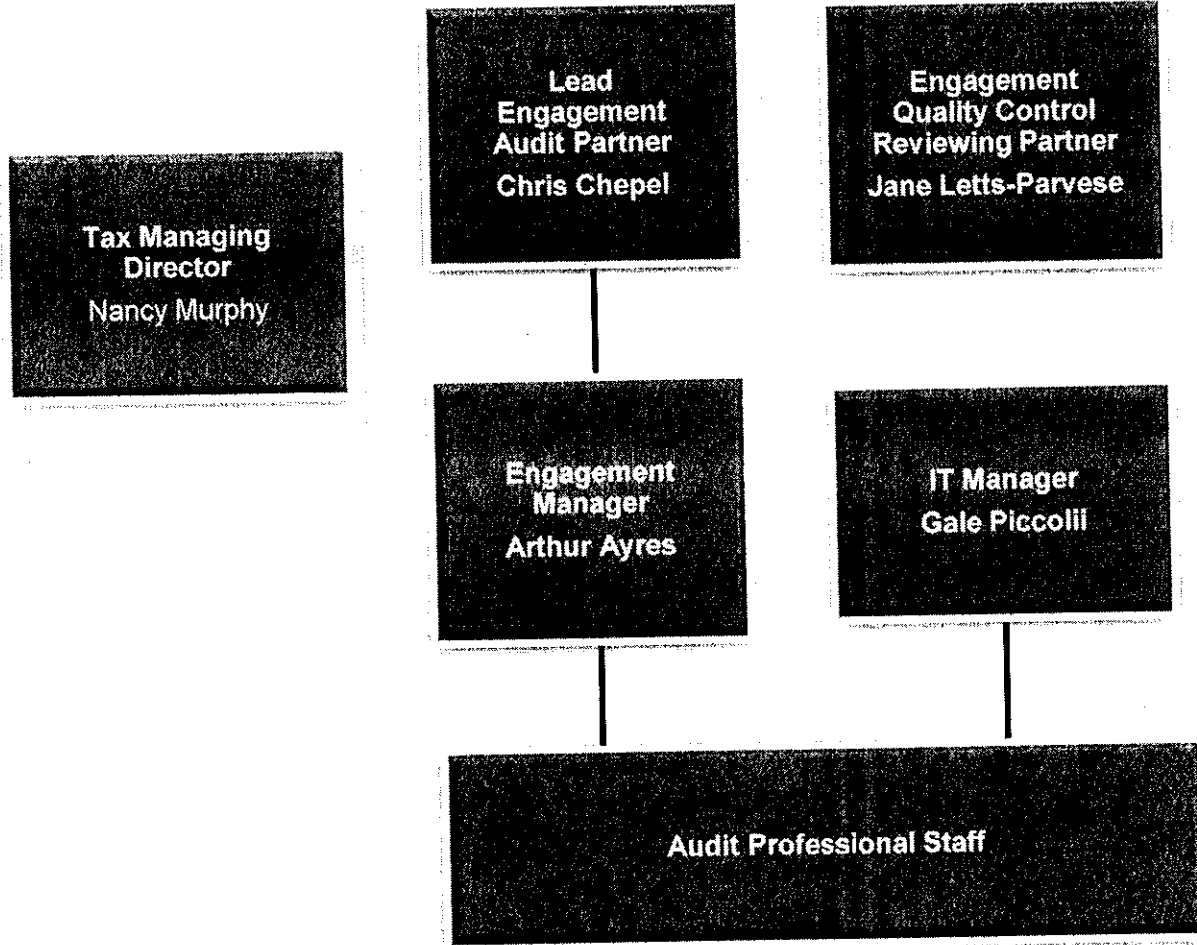 Lead
Engagement
Audit Partner
Chris Chepel
Engagement
Quality Control
Reviewing Partner
Jane Letts-Parvese
Tax Managing
Director
Nancy Murphy
Engagement
Manager
Arthur Ayres
IT Manager
Gale Piccolii
Audit Professional Staff